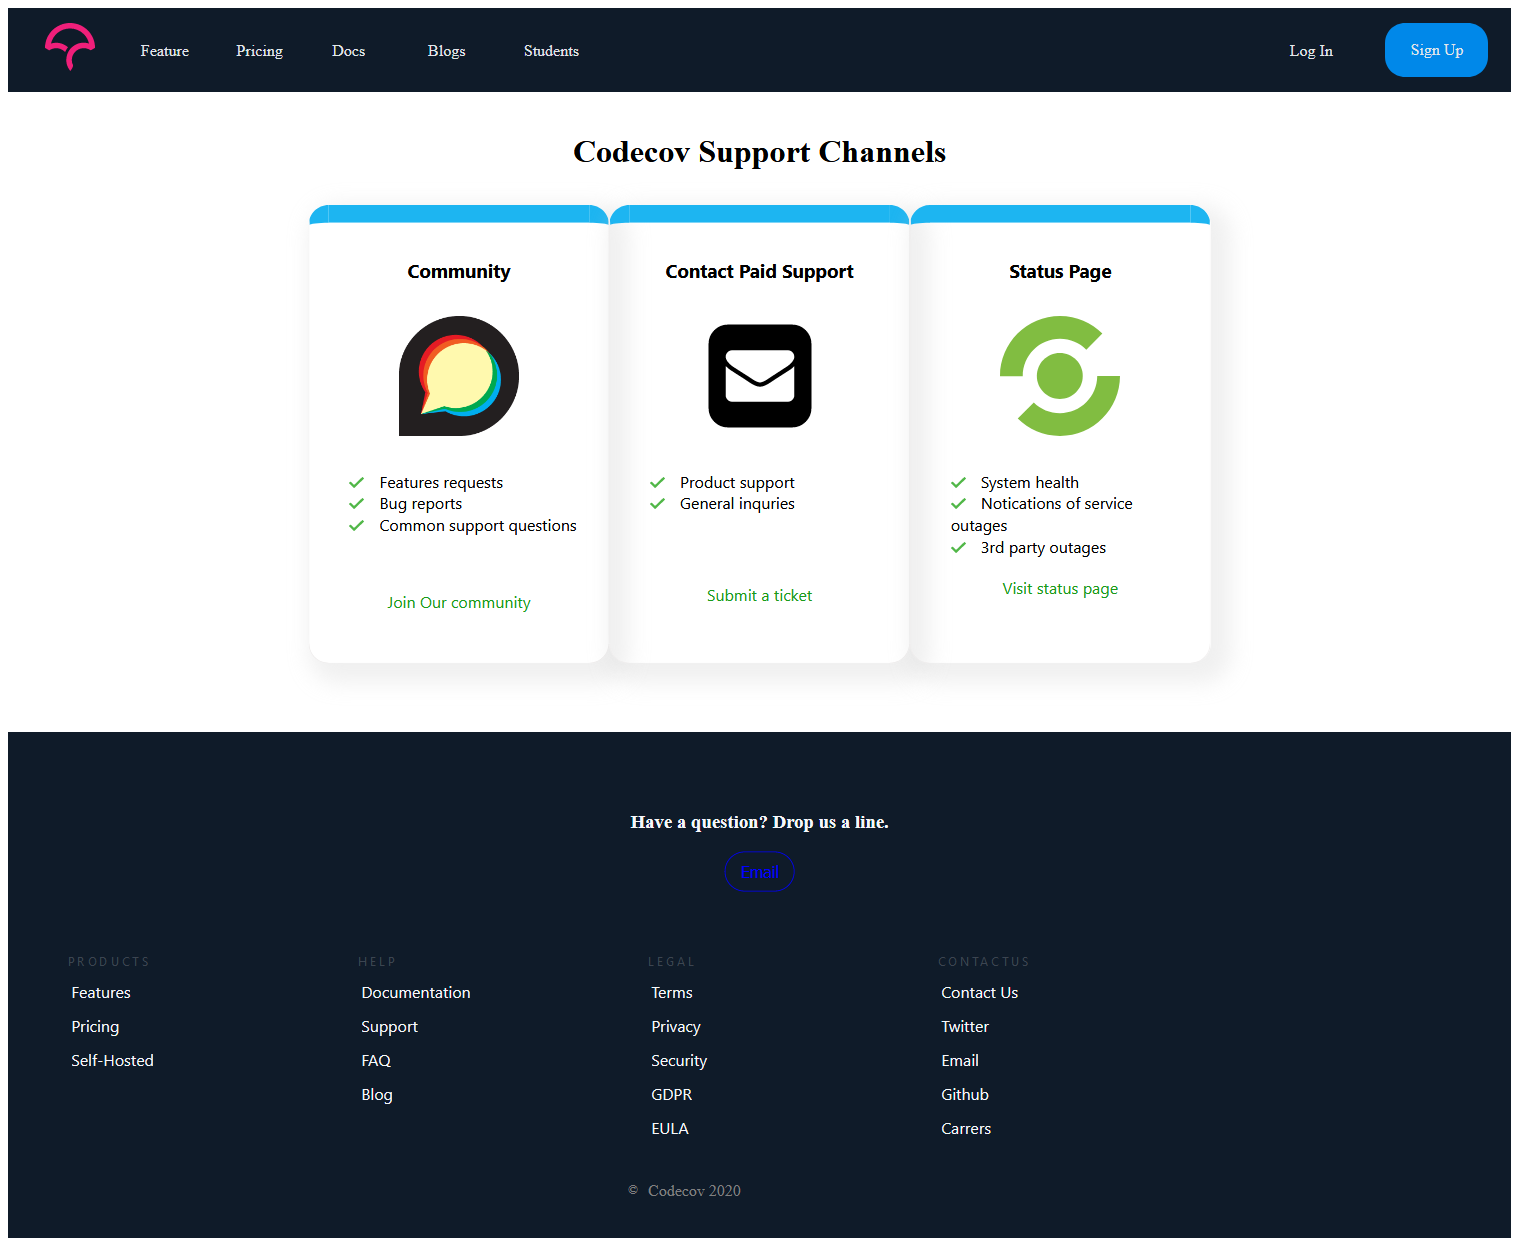 Feature Pricing Docs Blogs Students Log In Sign Up
Codecov Support Channels
Community
Features requests
Bug reports
Common support questions
Join Our community
Contact Paid Support
Product support
General inquries
Submit a ticket
Status Page
System health
Notications of service
outages
3rd party outages
Visit status page
Have a question? Drop us a line.
Email
PRODUCTS
Features
Pricing
Self-Hosted
HELP
Documentation
Support
FAQ
Blog
LEGAL
Terms
Privacy
Security
GDPR
EULA
CONTACTUS
Contact Us
Twitter
Email
Github
Carrers
© Codecov 2020